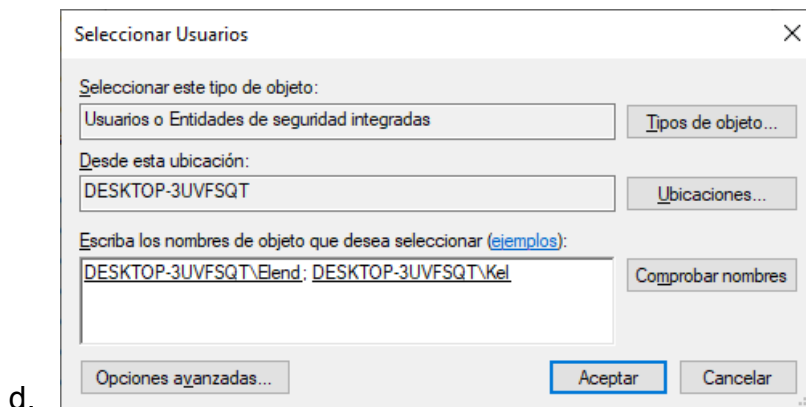 Seleccionar Usuarios
Seleccionar este tipo de objeto:
Usuarios o Entidades de seguridad integradas
Tipos de objeto...
Desde esta ubicación:
DESKTOP-3UVFSQT
Ubicaciones...
Escriba los nombres de objeto que desea seleccionar (ejemplos):
DESKTOP-3UVFSQT\Elend; DESKTOP-3UVFSQT\Kel
Comprobar nombres
Opciones avanzadas...
Aceptar
Cancelar
d.